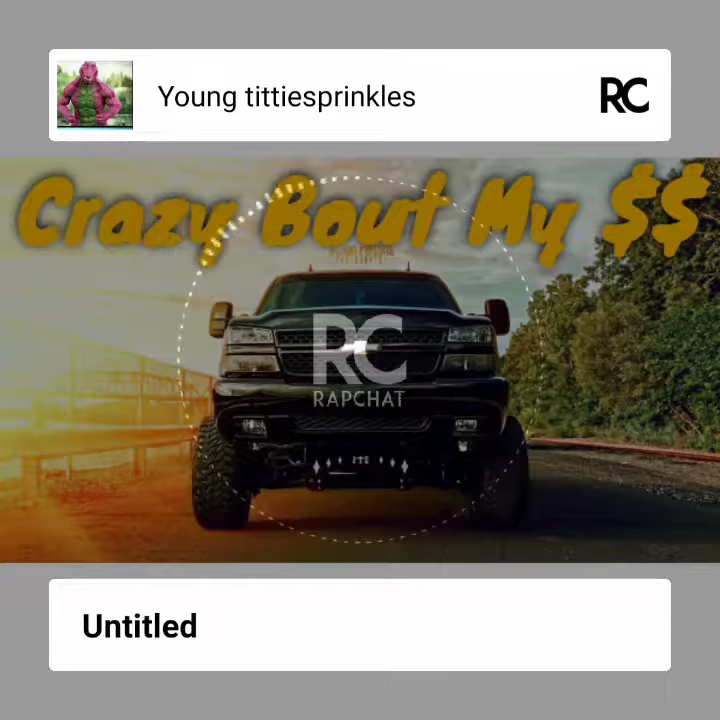 Young tittiesprinkles
RC
Crazy Bout My $$
RC
RAPCHAT
Untitled